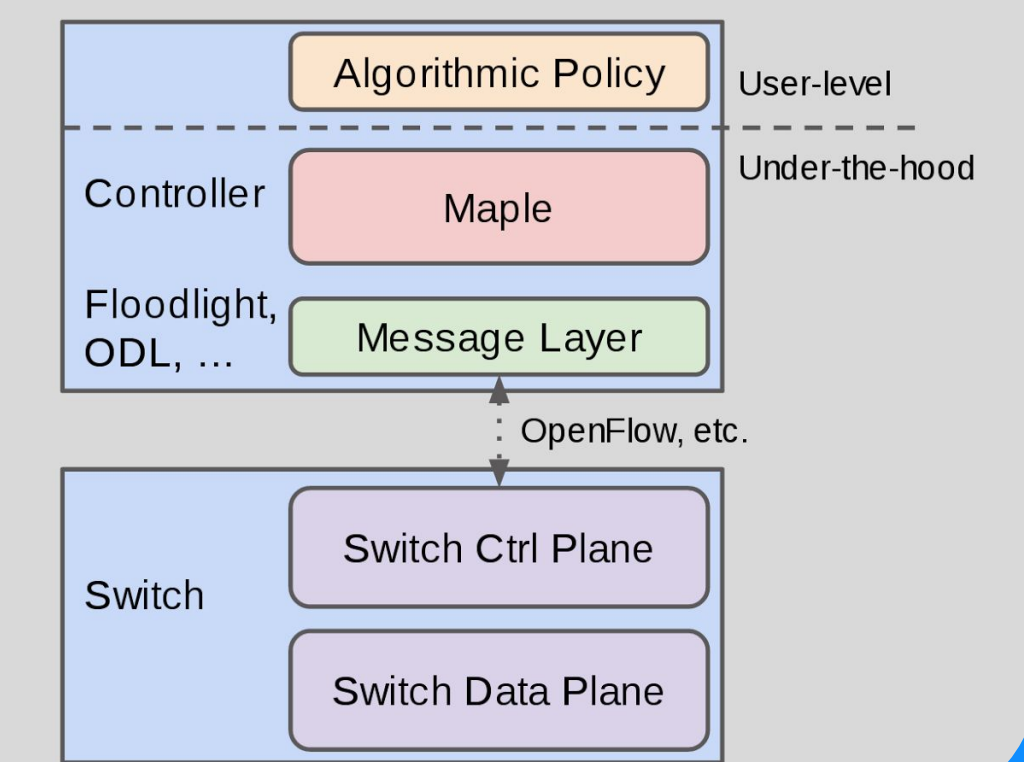 Algorithmic Policy
User-level
Under-the-hood
Controller
Maple
Floodlight,
ODL, ...
Message Layer
OpenFlow, etc.
Switch
Switch Ctrl Plane
Switch Data Plane